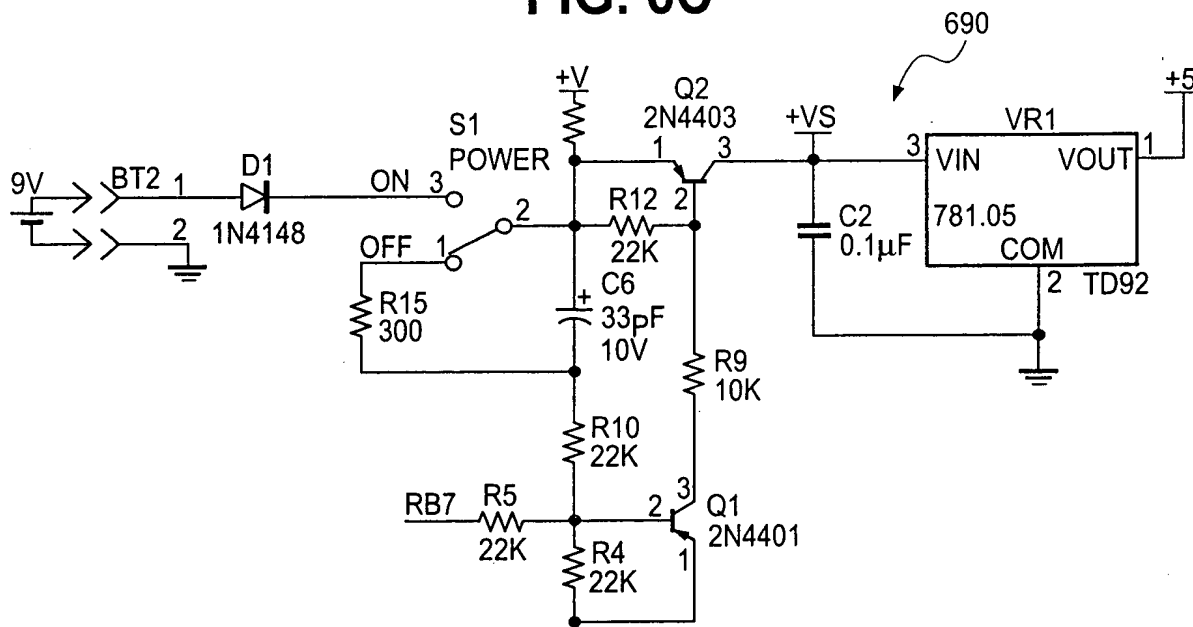 690
+V
Q2
2N4403
+VS
+5
S1
POWER
1
3
3
VR1
1
VIN
VOUT
9V
BT2
1
D1
ON
3
2
R12
22K
2
C2
0.1µF
781.05
COM
2
1N4148
OFF
1
2
TD92
R15
300
C6
+
33pF
10V
R9
10K
R10
22K
RB7
R5
22K
2
3
Q1
2N4401
1
R4
22K